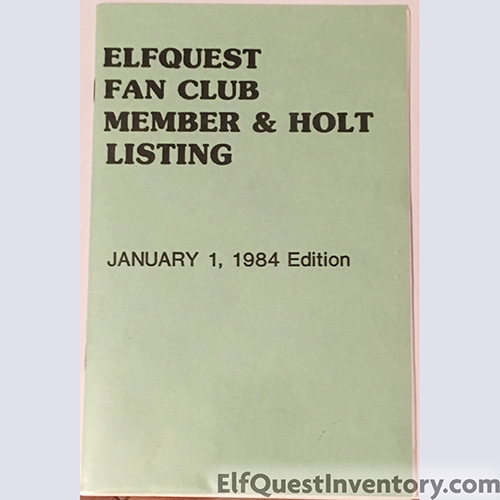 ELFQUEST
FAN CLUB
MEMBER & HOLT
LISTING
JANUARY 1, 1984 Edition
ElfQuestInventory.com